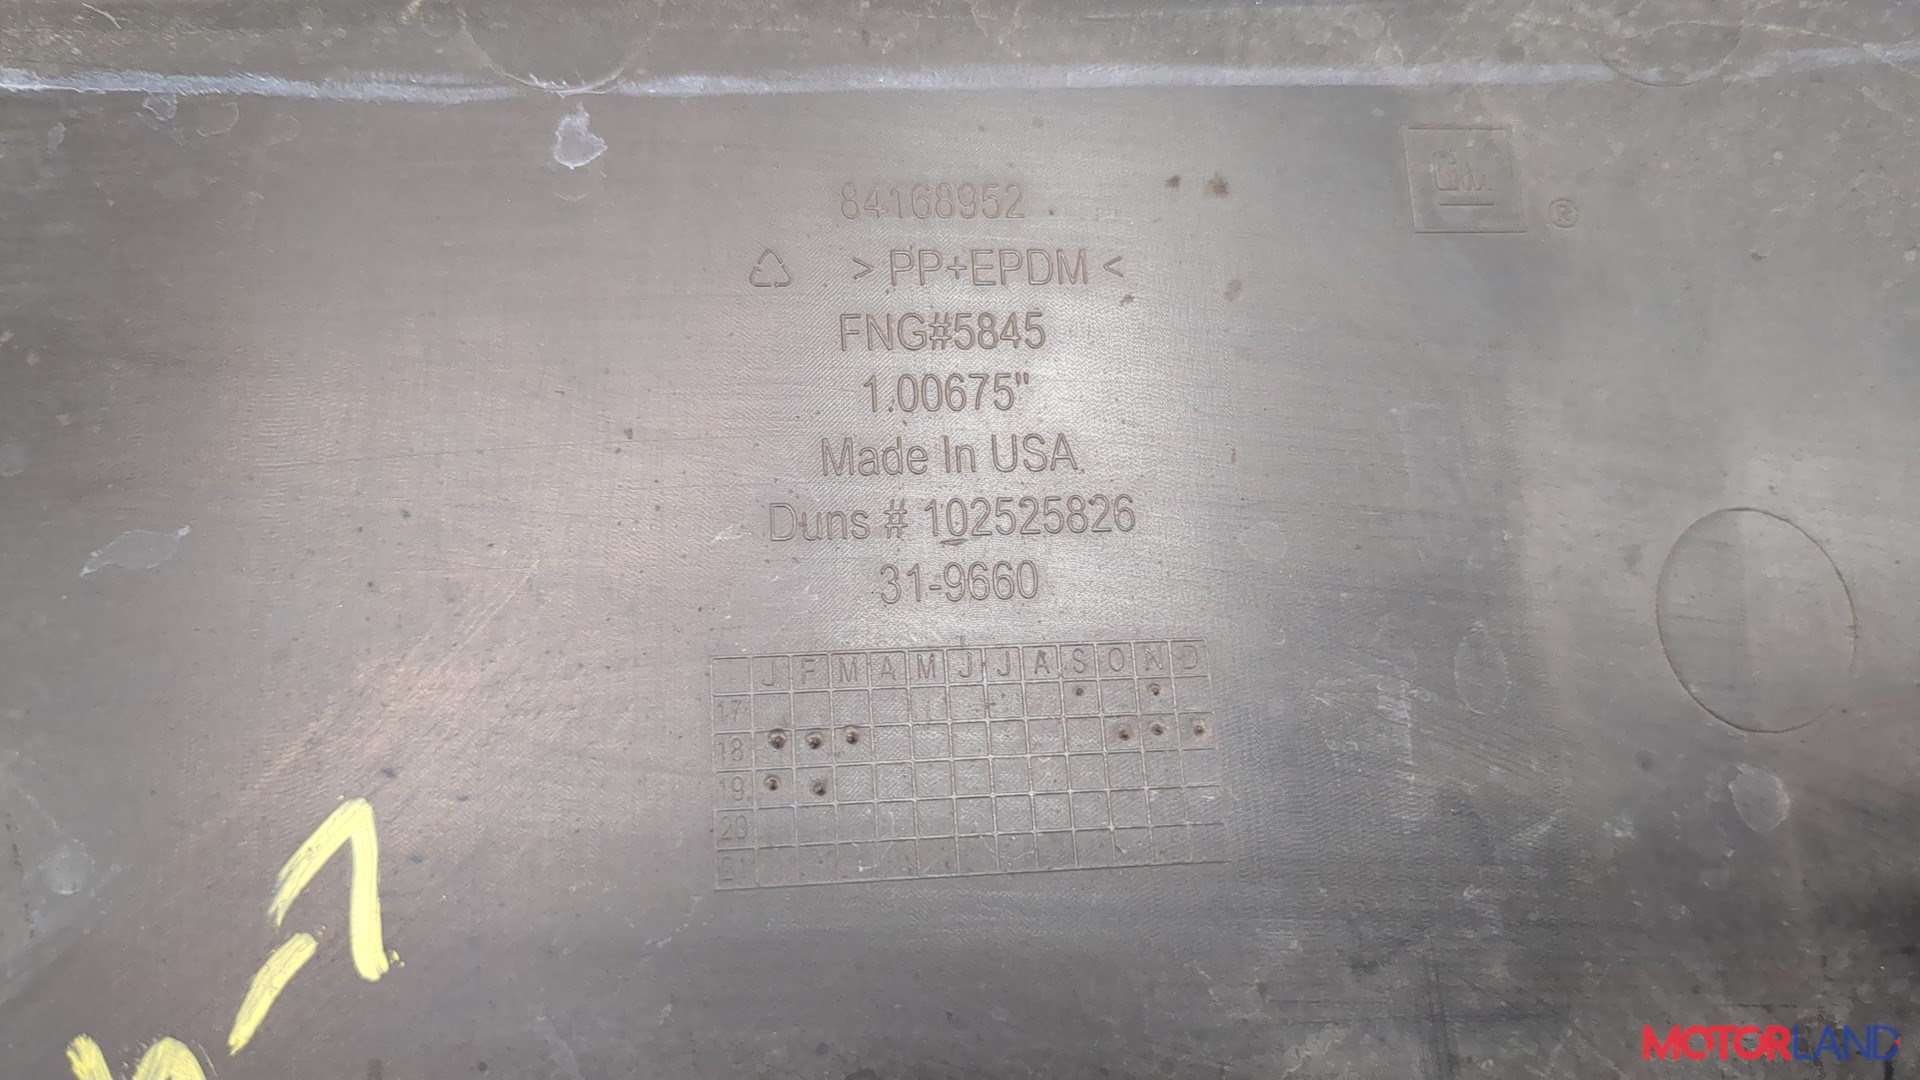 84168952
GM ®
> PP+EPDM <
FNG#5845
1.00675"
Made In USA
Duns # 102525826
31-9660
J F M A M J J A S O N D
17
18
19
20
21
MOTORLAND